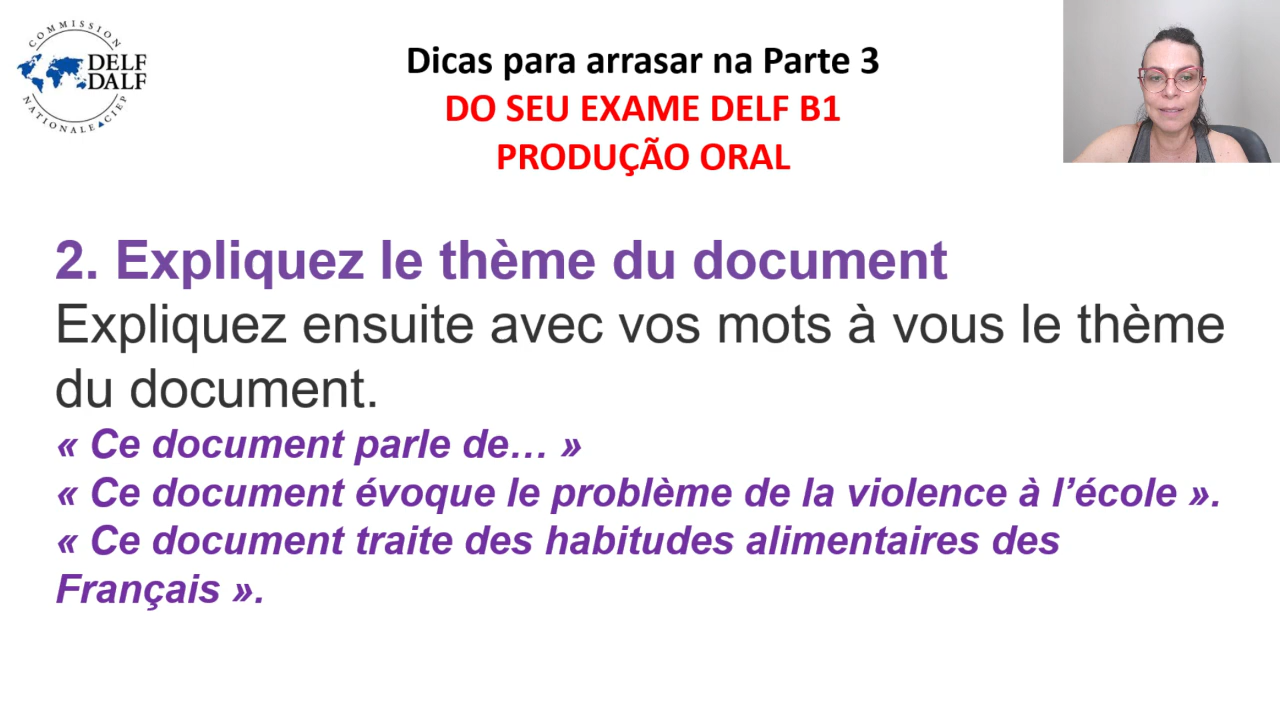 COMMISSION
DELF
DALF
NATIONALE CIEP
Dicas para arrasar na Parte 3
DO SEU EXAME DELF B1
PRODUÇÃO ORAL
2. Expliquez le thème du document
Expliquez ensuite avec vos mots à vous le thème
du document.
« Ce document parle de… »
« Ce document évoque le problème de la violence à l’école ».
« Ce document traite des habitudes alimentaires des
Français ».